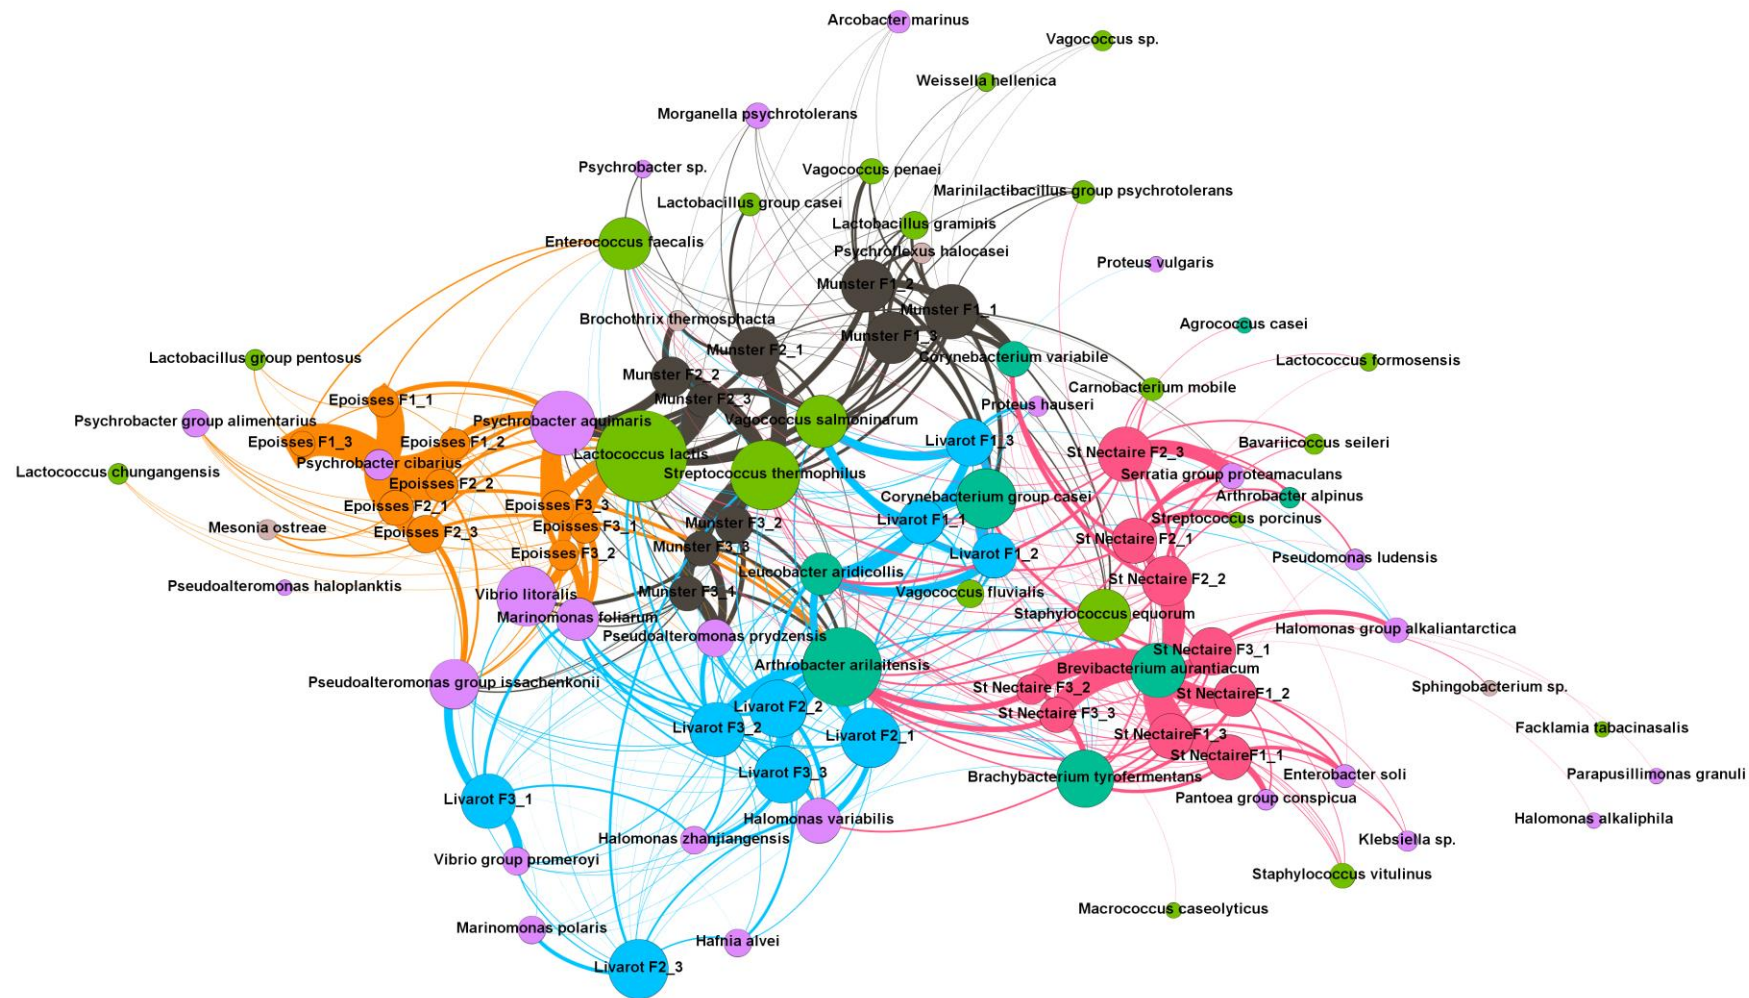 Arcobacter marinus
Vagococcus sp.
Weissella hellenica
Morganella psychrotolerans
Psychrobacter sp.
Vagococcus penaei
Marinilactibacillus group psychrotolerans
Lactobacillus group casei
Lactobacillus graminis
Enterococcus faecalis
Psychroflexus halocasei
Proteus vulgaris
Munster F1_2
Munster F1_1
Brochothrix thermosphacta
Agrococcus casei
Munster F1_3
Munster F2_1
Corynebacterium variabile
Lactobacillus group pentosus
Lactococcus formosensis
Munster F2_2
Carnobacterium mobile
Epoisses F1_1
Munster F2_3
Proteus hauseri
Psychrobacter group alimentarius
Psychrobacter aquimaris
Vagococcus salmoninarum
Livarot F1_3
Bavariicoccus seileri
Epoisses F1_3
Epoisses F1_2
St Nectaire F2_3
Psychrobacter cibarius
Lactococcus lactis
Lactococcus chungangensis
Streptococcus thermophilus
Serratia group proteamaculans
Epoisses F2_2
Corynebacterium group casei
Arthrobacter alpinus
Epoisses F2_1
Epoisses F3_3
Livarot F1_1
Streptococcus porcinus
Mesonia ostreae
Epoisses F2_3
Epoisses F3_1
Munster F3_2
St Nectaire F2_1
Munster F3_3
Epoisses F3_2
Livarot F1_2
Pseudomonas ludensis
Leucobacter aridicollis
St Nectaire F2_2
Pseudoalteromonas haloplanktis
Vibrio litoralis
Munster F3_1
Vagococcus fluvialis
Marinomonas foliarum
Staphylococcus equorum
Halomonas group alkaliantarctica
Pseudoalteromonas prydzensis
St Nectaire F3_1
Arthrobacter arilaitensis
Brevibacterium aurantiacum
Pseudoalteromonas group issachenkonii
St Nectaire F3_2
St NectaireF1_2
Sphingobacterium sp.
Livarot F2_2
St Nectaire F3_3
Livarot F3_2
Livarot F2_1
St NectaireF1_3
Facklamia tabacinasalis
St NectaireF1_1
Livarot F3_3
Brachybacterium tyrofermentans
Enterobacter soli
Parapusillimonas granuli
Livarot F3_1
Pantoea group conspicua
Halomonas variabilis
Halomonas alkaliphila
Halomonas zhanjiangensis
Klebsiella sp.
Vibrio group promeroyi
Staphylococcus vitulinus
Macrococcus caseolyticus
Marinomonas polaris
Hafnia alvei
Livarot F2_3